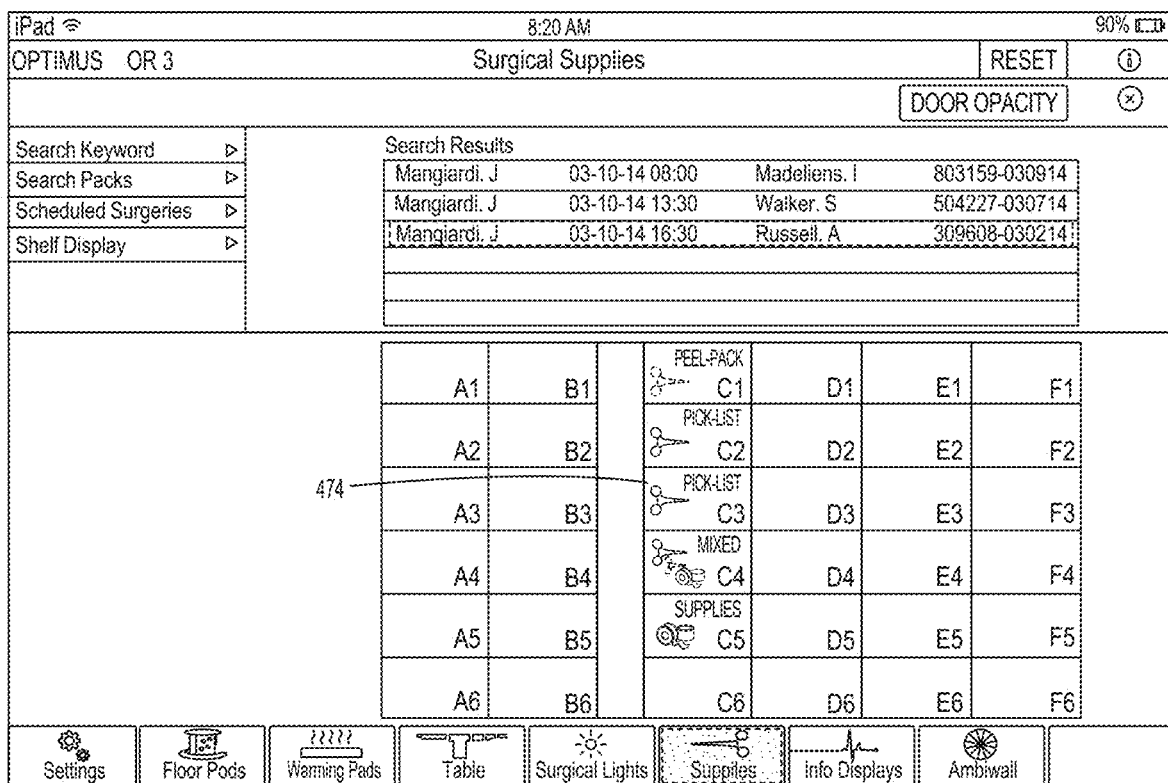 iPad 8:20 AM 90%
OPTIMUS OR 3 Surgical Supplies RESET
DOOR OPACITY
Search Keyword
Search Packs
Scheduled Surgeries
Shelf Display
Search Results
Mangiardi. J 03-10-14 08:00 Madeliens. I 803159-030914
Mangiardi. J 03-10-14 13:30 Walker. S 504227-030714
Mangiardi. J 03-10-14 16:30 Russell. A 309608-030214
PEEL-PACK
A1 B1 C1 D1 E1 F1
PICK-LIST
A2 B2 C2 D2 E2 F2
474
PICK-LIST
A3 B3 C3 D3 E3 F3
MIXED
A4 B4 C4 D4 E4 F4
SUPPLIES
A5 B5 C5 D5 E5 F5
A6 B6 C6 D6 E6 F6
Settings Floor Pods Warming Pads Table Surgical Lights Supplies Info Displays Ambiwall